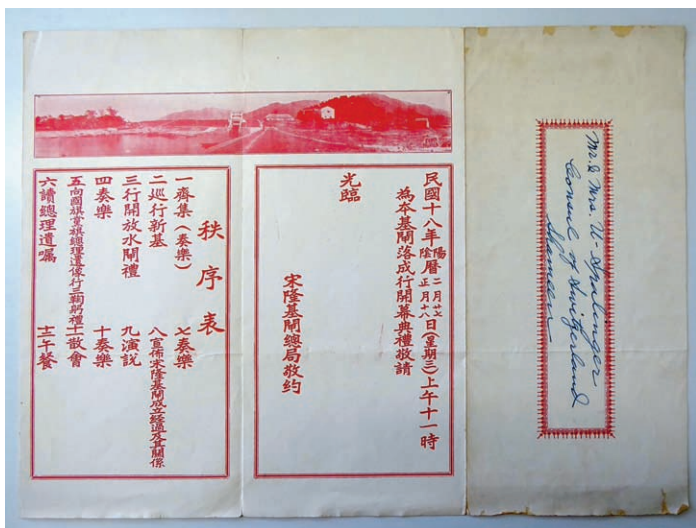 Mr. & Mrs. U. Spalinger
Consul of Switzerland
Shameen
民國十八年陽陰曆二月廿七正月十八日(星期三)上午十一時
為本基閘落成行開幕典禮敬請
光臨
宋隆基閘總局敬約
秩序表
一齊集(奏樂)
二巡行新基
三行開放水閘禮
四奏樂
五向國旗黨旗總理遺像行三鞠躬禮
六讀總理遺囑
七奏樂
八宣佈宋隆基閘成立經過及其關係
九演說
十奏樂
十一散會
十二午餐